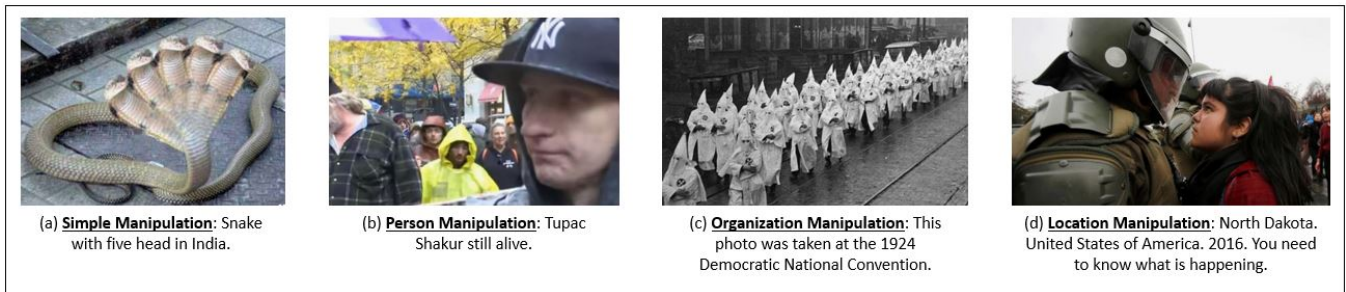 (a) Simple Manipulation: Snake
with five head in India.
(b) Person Manipulation: Tupac
Shakur still alive.
(c) Organization Manipulation: This
photo was taken at the 1924
Democratic National Convention.
(d) Location Manipulation: North Dakota.
United States of America. 2016. You need
to know what is happening.